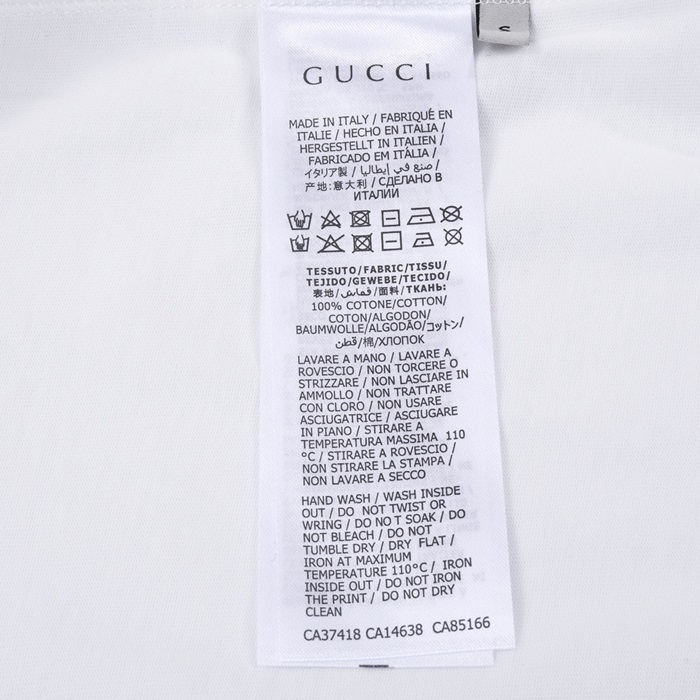 GUCCI
S
MADE IN ITALY / FABRIQUÉ EN
ITALIE / HECHO EN ITALIA /
HERGESTELLT IN ITALIEN /
FABRICADO EM ITÁLIA /
イタリア製 / صنع في إيطاليا /
产地:意大利 / СДЕЛАНО В
ИТАЛИИ
TESSUTO/FABRIC/TISSU/
TEJIDO/GEWEBE/TECIDO/
表地/قماش/面料/ТКАНЬ:
100% COTONE/COTTON/
COTON/ALGODON/
BAUMWOLLE/ALGODÃO/コットン/
قطن/棉/ХЛОПОК
LAVARE A MANO / LAVARE A
ROVESCIO / NON TORCERE O
STRIZZARE / NON LASCIARE IN
AMMOLLO / NON TRATTARE
CON CLORO / NON USARE
ASCIUGATRICE / ASCIUGARE
IN PIANO / STIRARE A
TEMPERATURA MASSIMA 110
°C / STIRARE A ROVESCIO /
NON STIRARE LA STAMPA /
NON LAVARE A SECCO
HAND WASH / WASH INSIDE
OUT / DO NOT TWIST OR
WRING / DO NO T SOAK / DO
NOT BLEACH / DO NOT
TUMBLE DRY / DRY FLAT /
IRON AT MAXIMUM
TEMPERATURE 110°C / IRON
INSIDE OUT / DO NOT IRON
THE PRINT / DO NOT DRY
CLEAN
CA37418 CA14638 CA85166